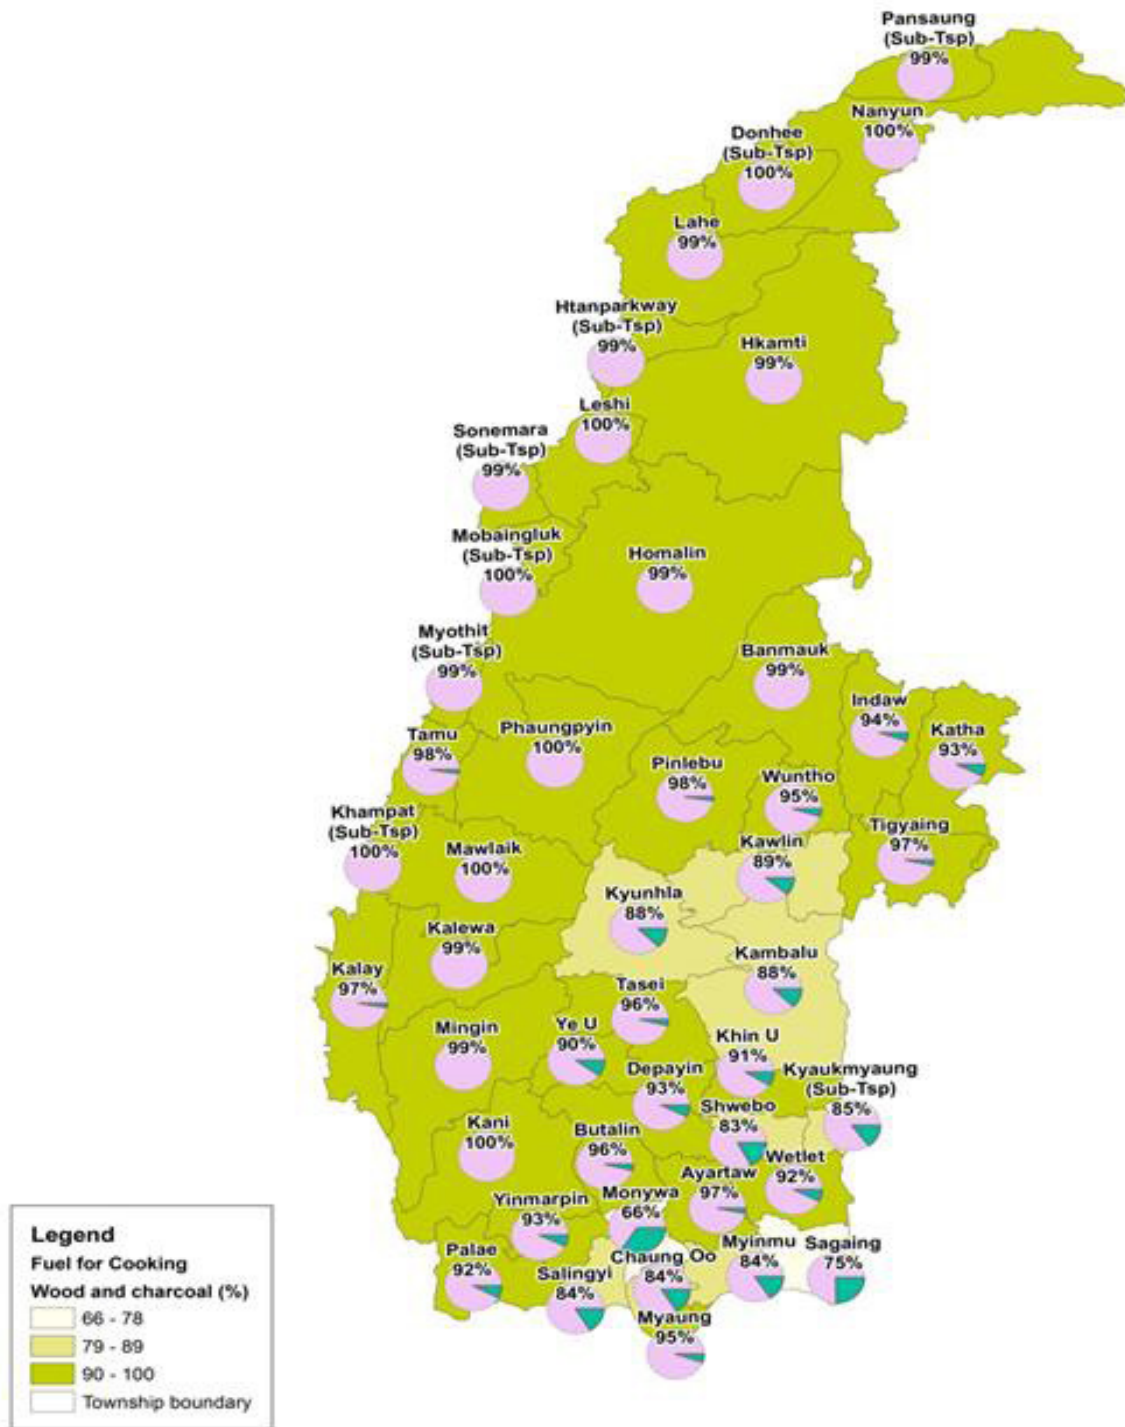 Pansaung
(Sub-Tsp)
99%
Nanyun
100%
Donhee
(Sub-Tsp)
100%
Lahe
99%
Htanparkway
(Sub-Tsp)
99%
Hkamti
99%
Leshi
100%
Sonemara
(Sub-Tsp)
99%
Mobaingluk
(Sub-Tsp)
100%
Homalin
99%
Myothit
(Sub-Tsp)
99%
Banmauk
99%
Indaw
94%
Katha
93%
Tamu
98%
Phaungpyin
100%
Pinlebu
98%
Wuntho
95%
Tigyaing
97%
Khampat
(Sub-Tsp)
100%
Mawlaik
100%
Kawlin
89%
Kyunhla
88%
Kalewa
99%
Kambalu
88%
Kalay
97%
Tasei
96%
Mingin
99%
Ye U
90%
Khin U
91%
Depayin
93%
Kyaukmyaung
(Sub-Tsp)
85%
Shwebo
83%
Kani
100%
Butalin
96%
Wetlet
92%
Ayartaw
97%
Yinmarpin
93%
Monywa
66%
Palae
92%
Salingyi
84%
Chaung Oo
84%
Myinmu
84%
Sagaing
75%
Myaung
95%
Legend
Fuel for Cooking
Wood and charcoal (%)
66 - 78
79 - 89
90 - 100
Township boundary